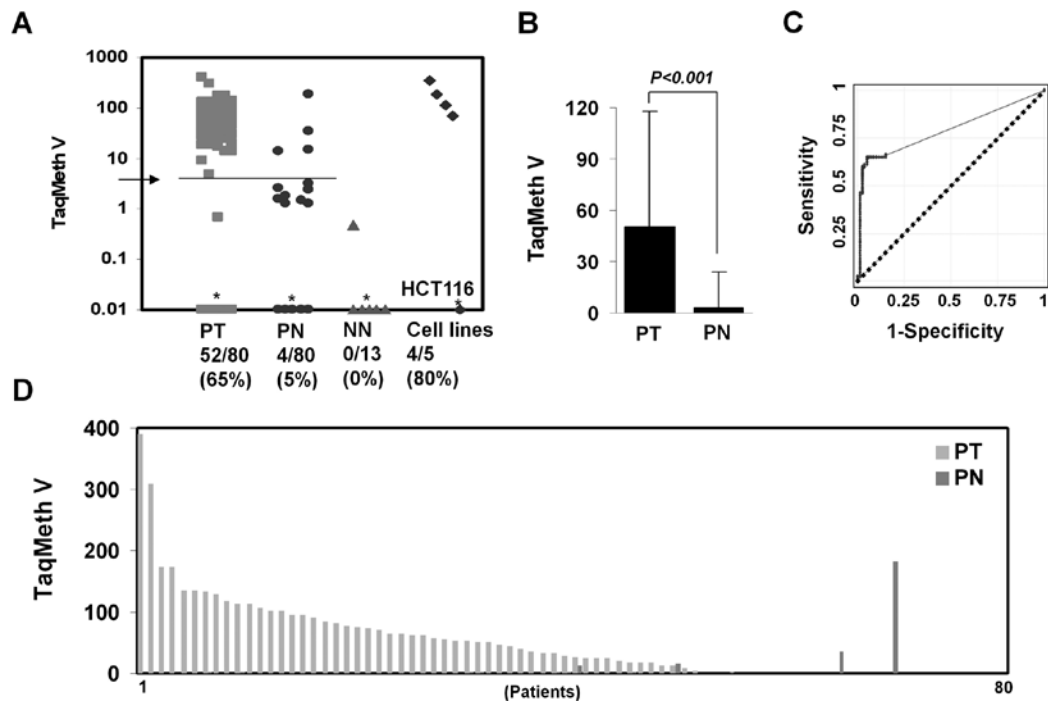 A
TaqMeth V
1000
100
10
1
0.1
0.01
*
*
*
*
HCT116
PT PN NN Cell lines
52/80 4/80 0/13 4/5
(65%) (5%) (0%) (80%)
B
P<0.001
TaqMeth V
120
90
60
30
0
PT PN
C
Sensitivity
1
0.75
0.5
0.25
0 0.25 0.5 0.75 1
1-Specificity
D
TaqMeth V
400
300
200
100
0
PT
PN
1 (Patients) 80